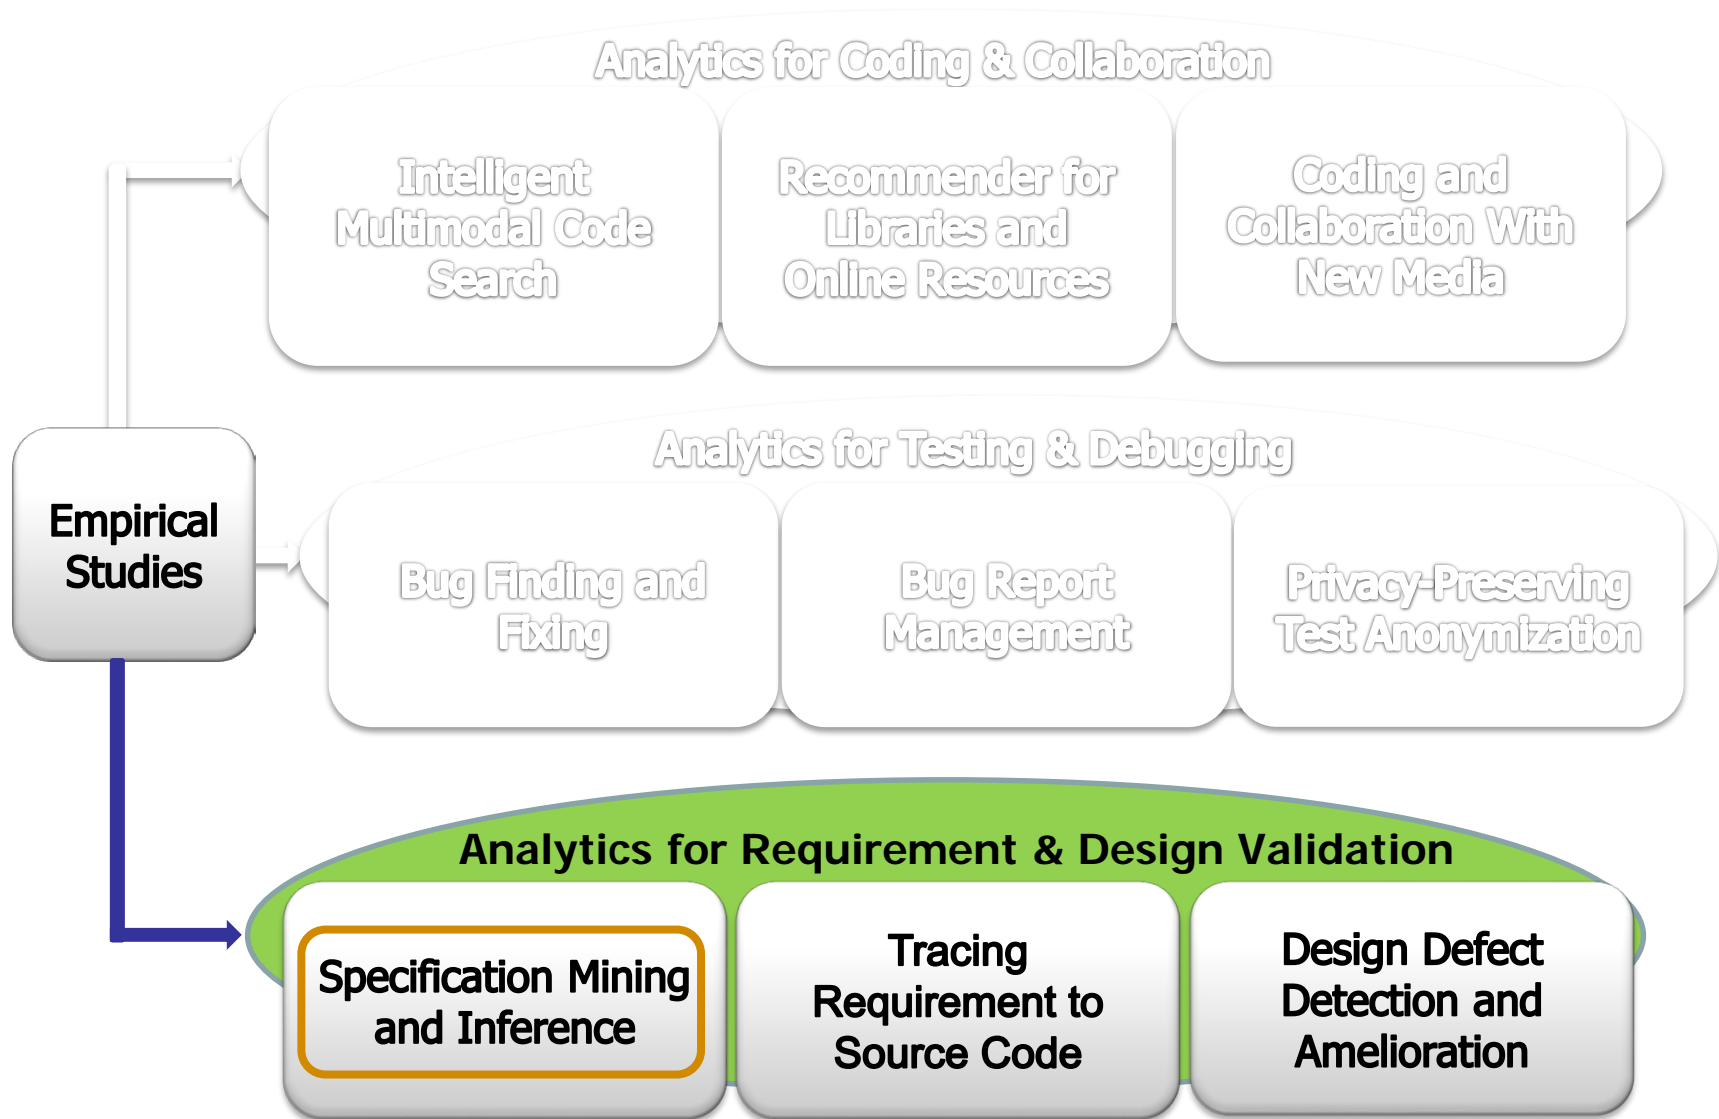 Analytics for Coding & Collaboration
Intelligent
Multimodal Code
Search
Recommender for
Libraries and
Online Resources
Coding and
Collaboration With
New Media
Empirical
Studies
Analytics for Testing & Debugging
Bug Finding and
Fixing
Bug Report
Management
Privacy-Preserving
Test Anonymization
Analytics for Requirement & Design Validation
Specification Mining
and Inference
Tracing
Requirement to
Source Code
Design Defect
Detection and
Amelioration